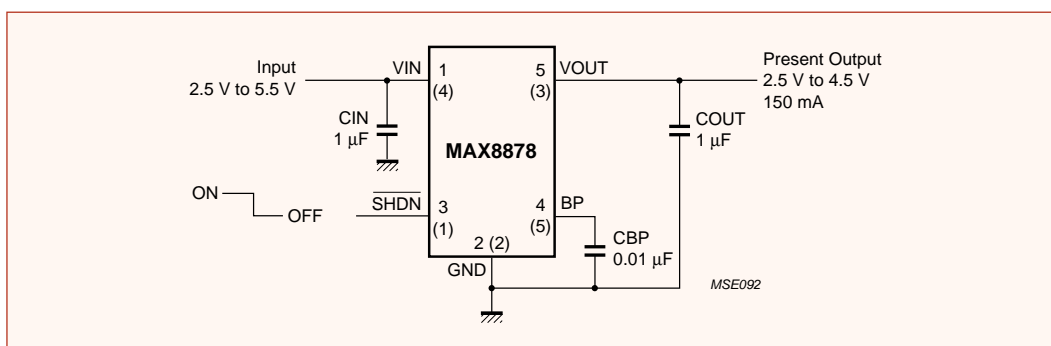 Input
2.5 V to 5.5 V
VIN
1
(4)
5
(3)
VOUT
Present Output
2.5 V to 4.5 V
150 mA
CIN
1 μF
COUT
1 μF
MAX8878
ON
OFF
SHDN
3
(1)
4
(5)
BP
2 (2)
GND
CBP
0.01 μF
MSE092